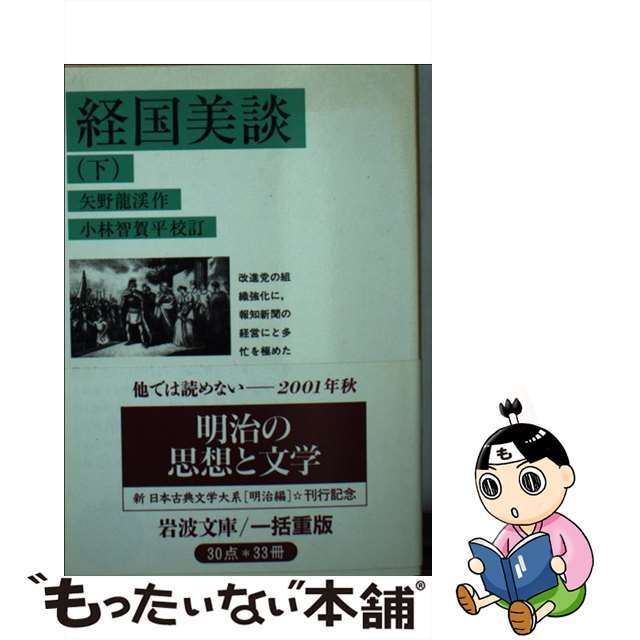 経国美談
(下)
矢野龍渓作
小林智賀平校訂
改進党の組
織強化に,
報知新聞の
経営にと多
忙を極めた
他では読めない——2001年秋
明治の
思想と文学
新日本古典文学大系[明治編]☆刊行記念
岩波文庫/一括重版
30点*33冊
も
“もったいない本舗”®